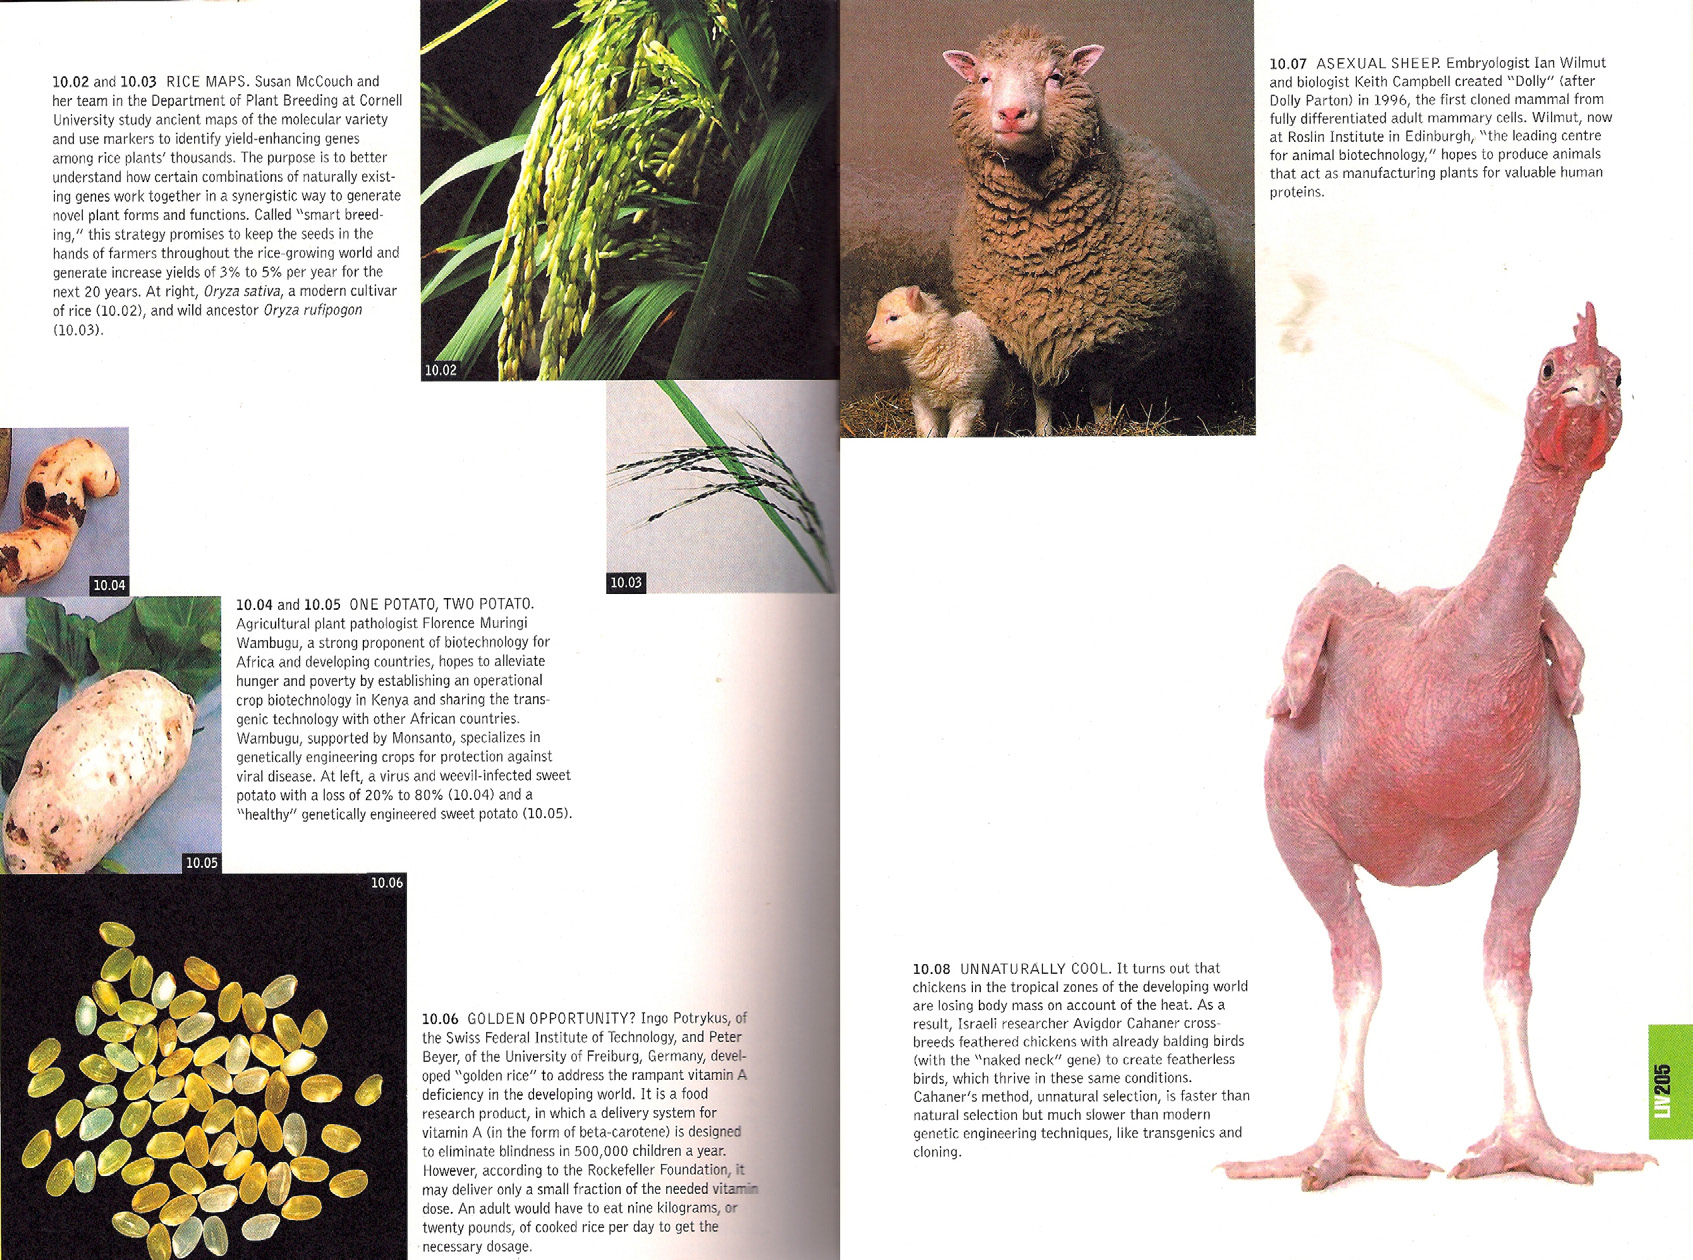 10.02 and 10.03 RICE MAPS. Susan McCouch and
her team in the Department of Plant Breeding at Cornell
University study ancient maps of the molecular variety
and use markers to identify yield-enhancing genes
among rice plants' thousands. The purpose is to better
understand how certain combinations of naturally exist-
ing genes work together in a synergistic way to generate
novel plant forms and functions. Called "smart breed-
ing," this strategy promises to keep the seeds in the
hands of farmers throughout the rice-growing world and
generate increase yields of 3% to 5% per year for the
next 20 years. At right, Oryza sativa, a modern cultivar
of rice (10.02), and wild ancestor Oryza rufipogon
(10.03).
10.02
10.03
10.04
10.04 and 10.05 ONE POTATO, TWO POTATO.
Agricultural plant pathologist Florence Muringi
Wambugu, a strong proponent of biotechnology for
Africa and developing countries, hopes to alleviate
hunger and poverty by establishing an operational
crop biotechnology in Kenya and sharing the trans-
genic technology with other African countries.
Wambugu, supported by Monsanto, specializes in
genetically engineering crops for protection against
viral disease. At left, a virus and weevil-infected sweet
potato with a loss of 20% to 80% (10.04) and a
"healthy" genetically engineered sweet potato (10.05).
10.05
10.06
10.06 GOLDEN OPPORTUNITY? Ingo Potrykus, of
the Swiss Federal Institute of Technology, and Peter
Beyer, of the University of Freiburg, Germany, devel-
oped "golden rice" to address the rampant vitamin A
deficiency in the developing world. It is a food
research product, in which a delivery system for
vitamin A (in the form of beta-carotene) is designed
to eliminate blindness in 500,000 children a year.
However, according to the Rockefeller Foundation, it
may deliver only a small fraction of the needed vitamin
dose. An adult would have to eat nine kilograms, or
twenty pounds, of cooked rice per day to get the
necessary dosage.
10.07 ASEXUAL SHEEP. Embryologist Ian Wilmut
and biologist Keith Campbell created "Dolly" (after
Dolly Parton) in 1996, the first cloned mammal from
fully differentiated adult mammary cells. Wilmut, now
at Roslin Institute in Edinburgh, "the leading centre
for animal biotechnology," hopes to produce animals
that act as manufacturing plants for valuable human
proteins.
10.08 UNNATURALLY COOL. It turns out that
chickens in the tropical zones of the developing world
are losing body mass on account of the heat. As a
result, Israeli researcher Avigdor Cahaner cross-
breeds feathered chickens with already balding birds
(with the "naked neck" gene) to create featherless
birds, which thrive in these same conditions.
Cahaner's method, unnatural selection, is faster than
natural selection but much slower than modern
genetic engineering techniques, like transgenics and
cloning.
LIV205